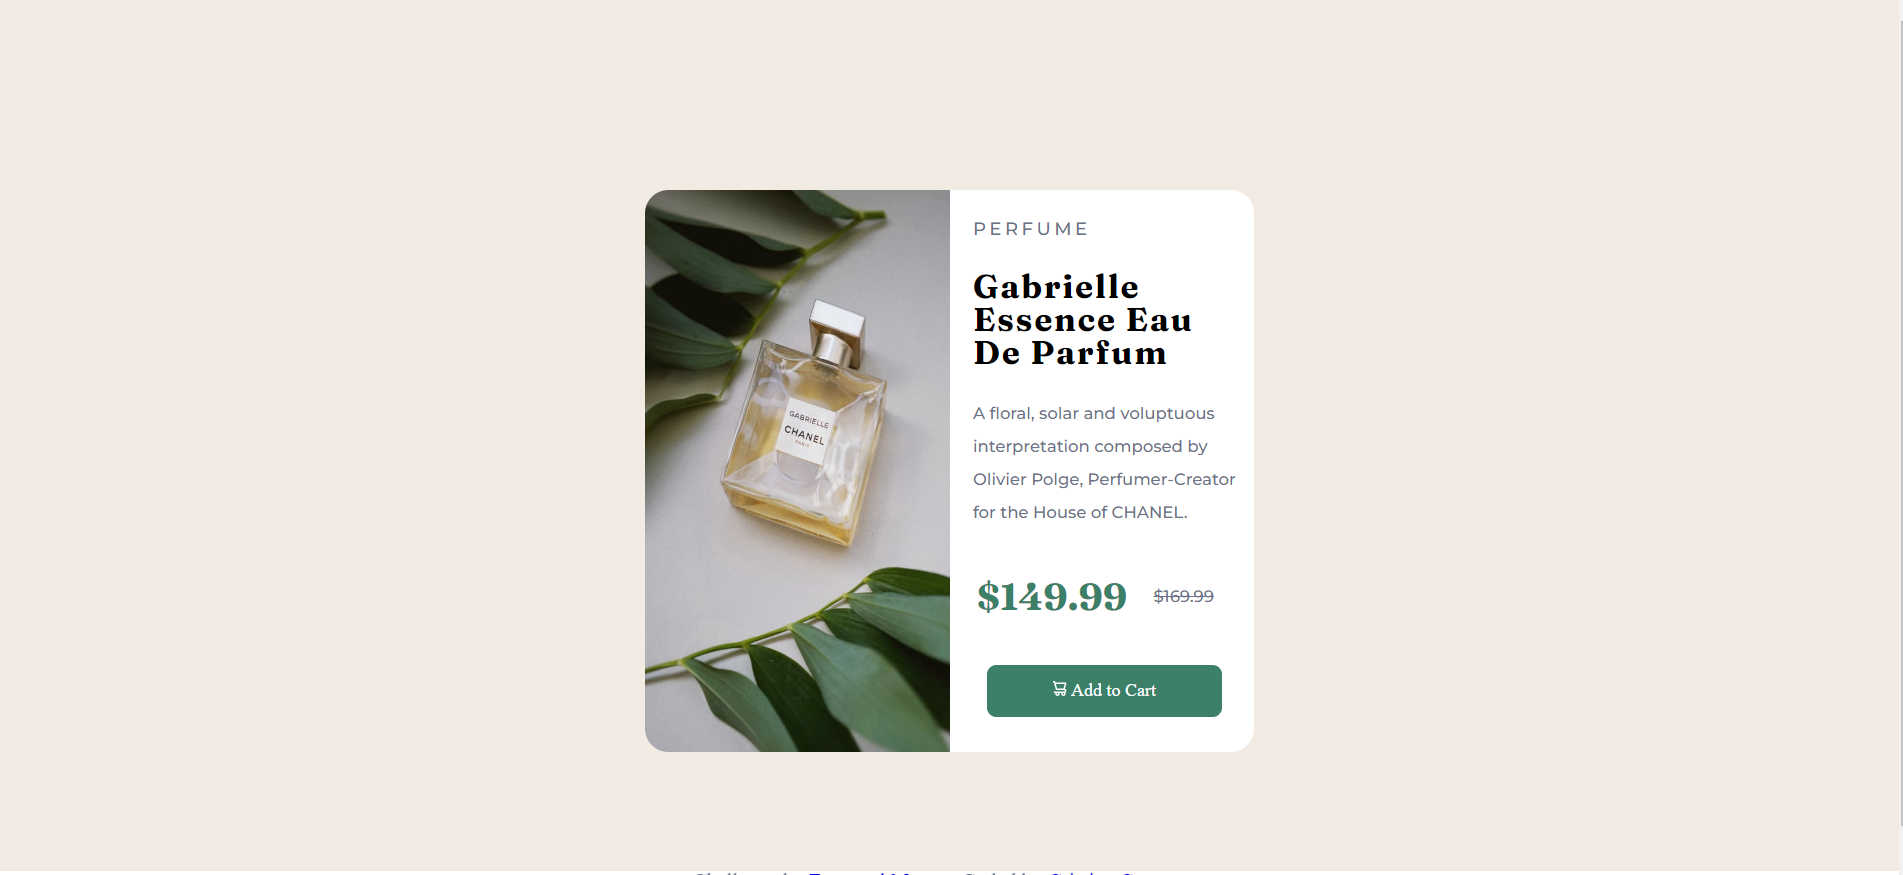 PERFUME
Gabrielle
Essence Eau
De Parfum
A floral, solar and voluptuous
interpretation composed by
Olivier Polge, Perfumer-Creator
for the House of CHANEL.
$149.99 $169.99
Add to Cart
GABRIELLE
CHANEL
PARIS